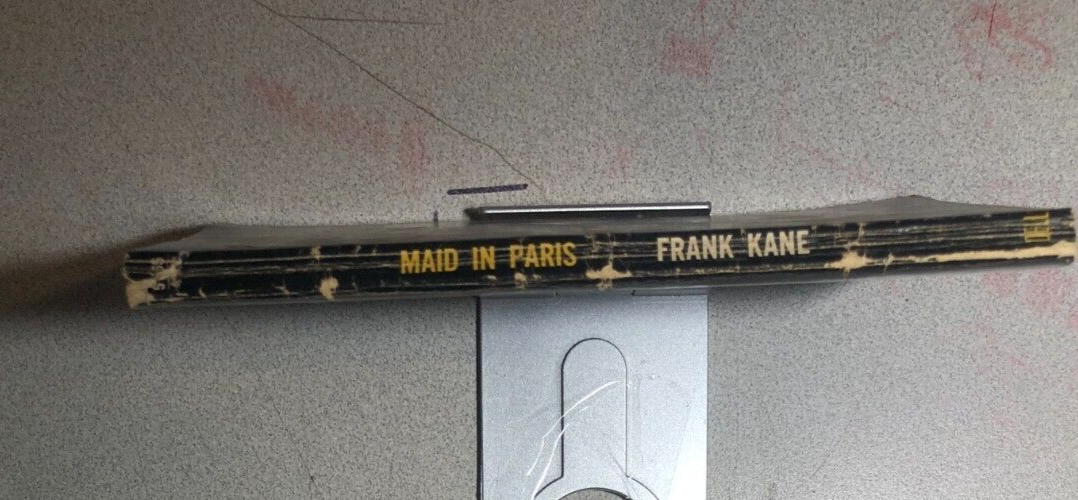 MAID IN PARIS FRANK KANE DELL